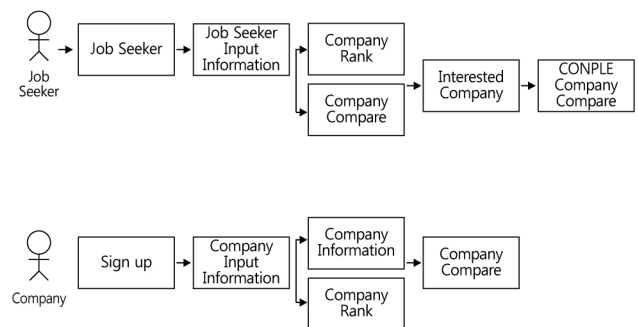 Job
Seeker
Job Seeker
Job Seeker
Input
Information
Company
Rank
Company
Compare
Interested
Company
CONPLE
Company
Compare
Company
Sign up
Company
Input
Information
Company
Information
Company
Rank
Company
Compare